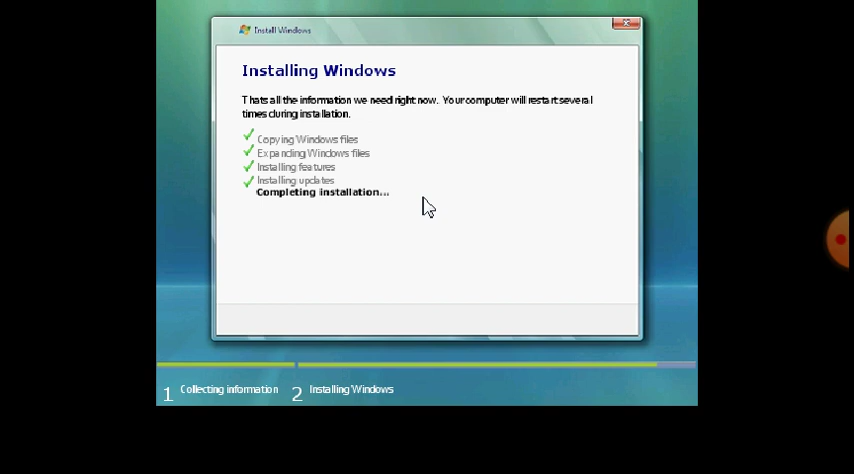 Install Windows
Installing Windows
Thats all the information we need right now. Your computer will restart several
times during installation.
Copying Windows files
Expanding Windows files
Installing features
Installing updates
Completing installation...
1 Collecting information 2 Installing Windows